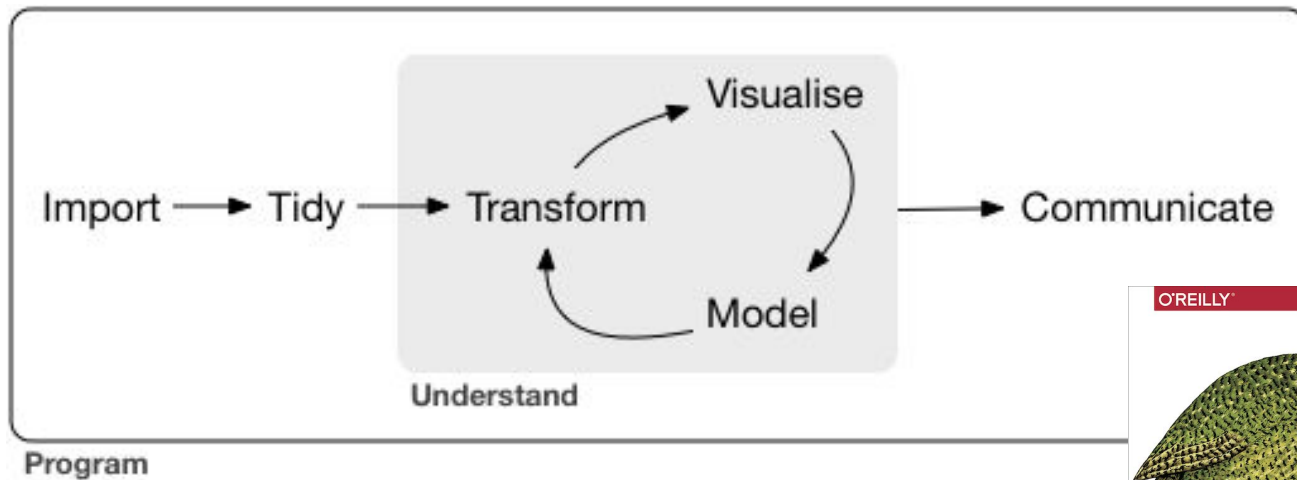 Visualise
Import
Tidy
Transform
Communicate
Model
O'REILLY®
Understand
Program